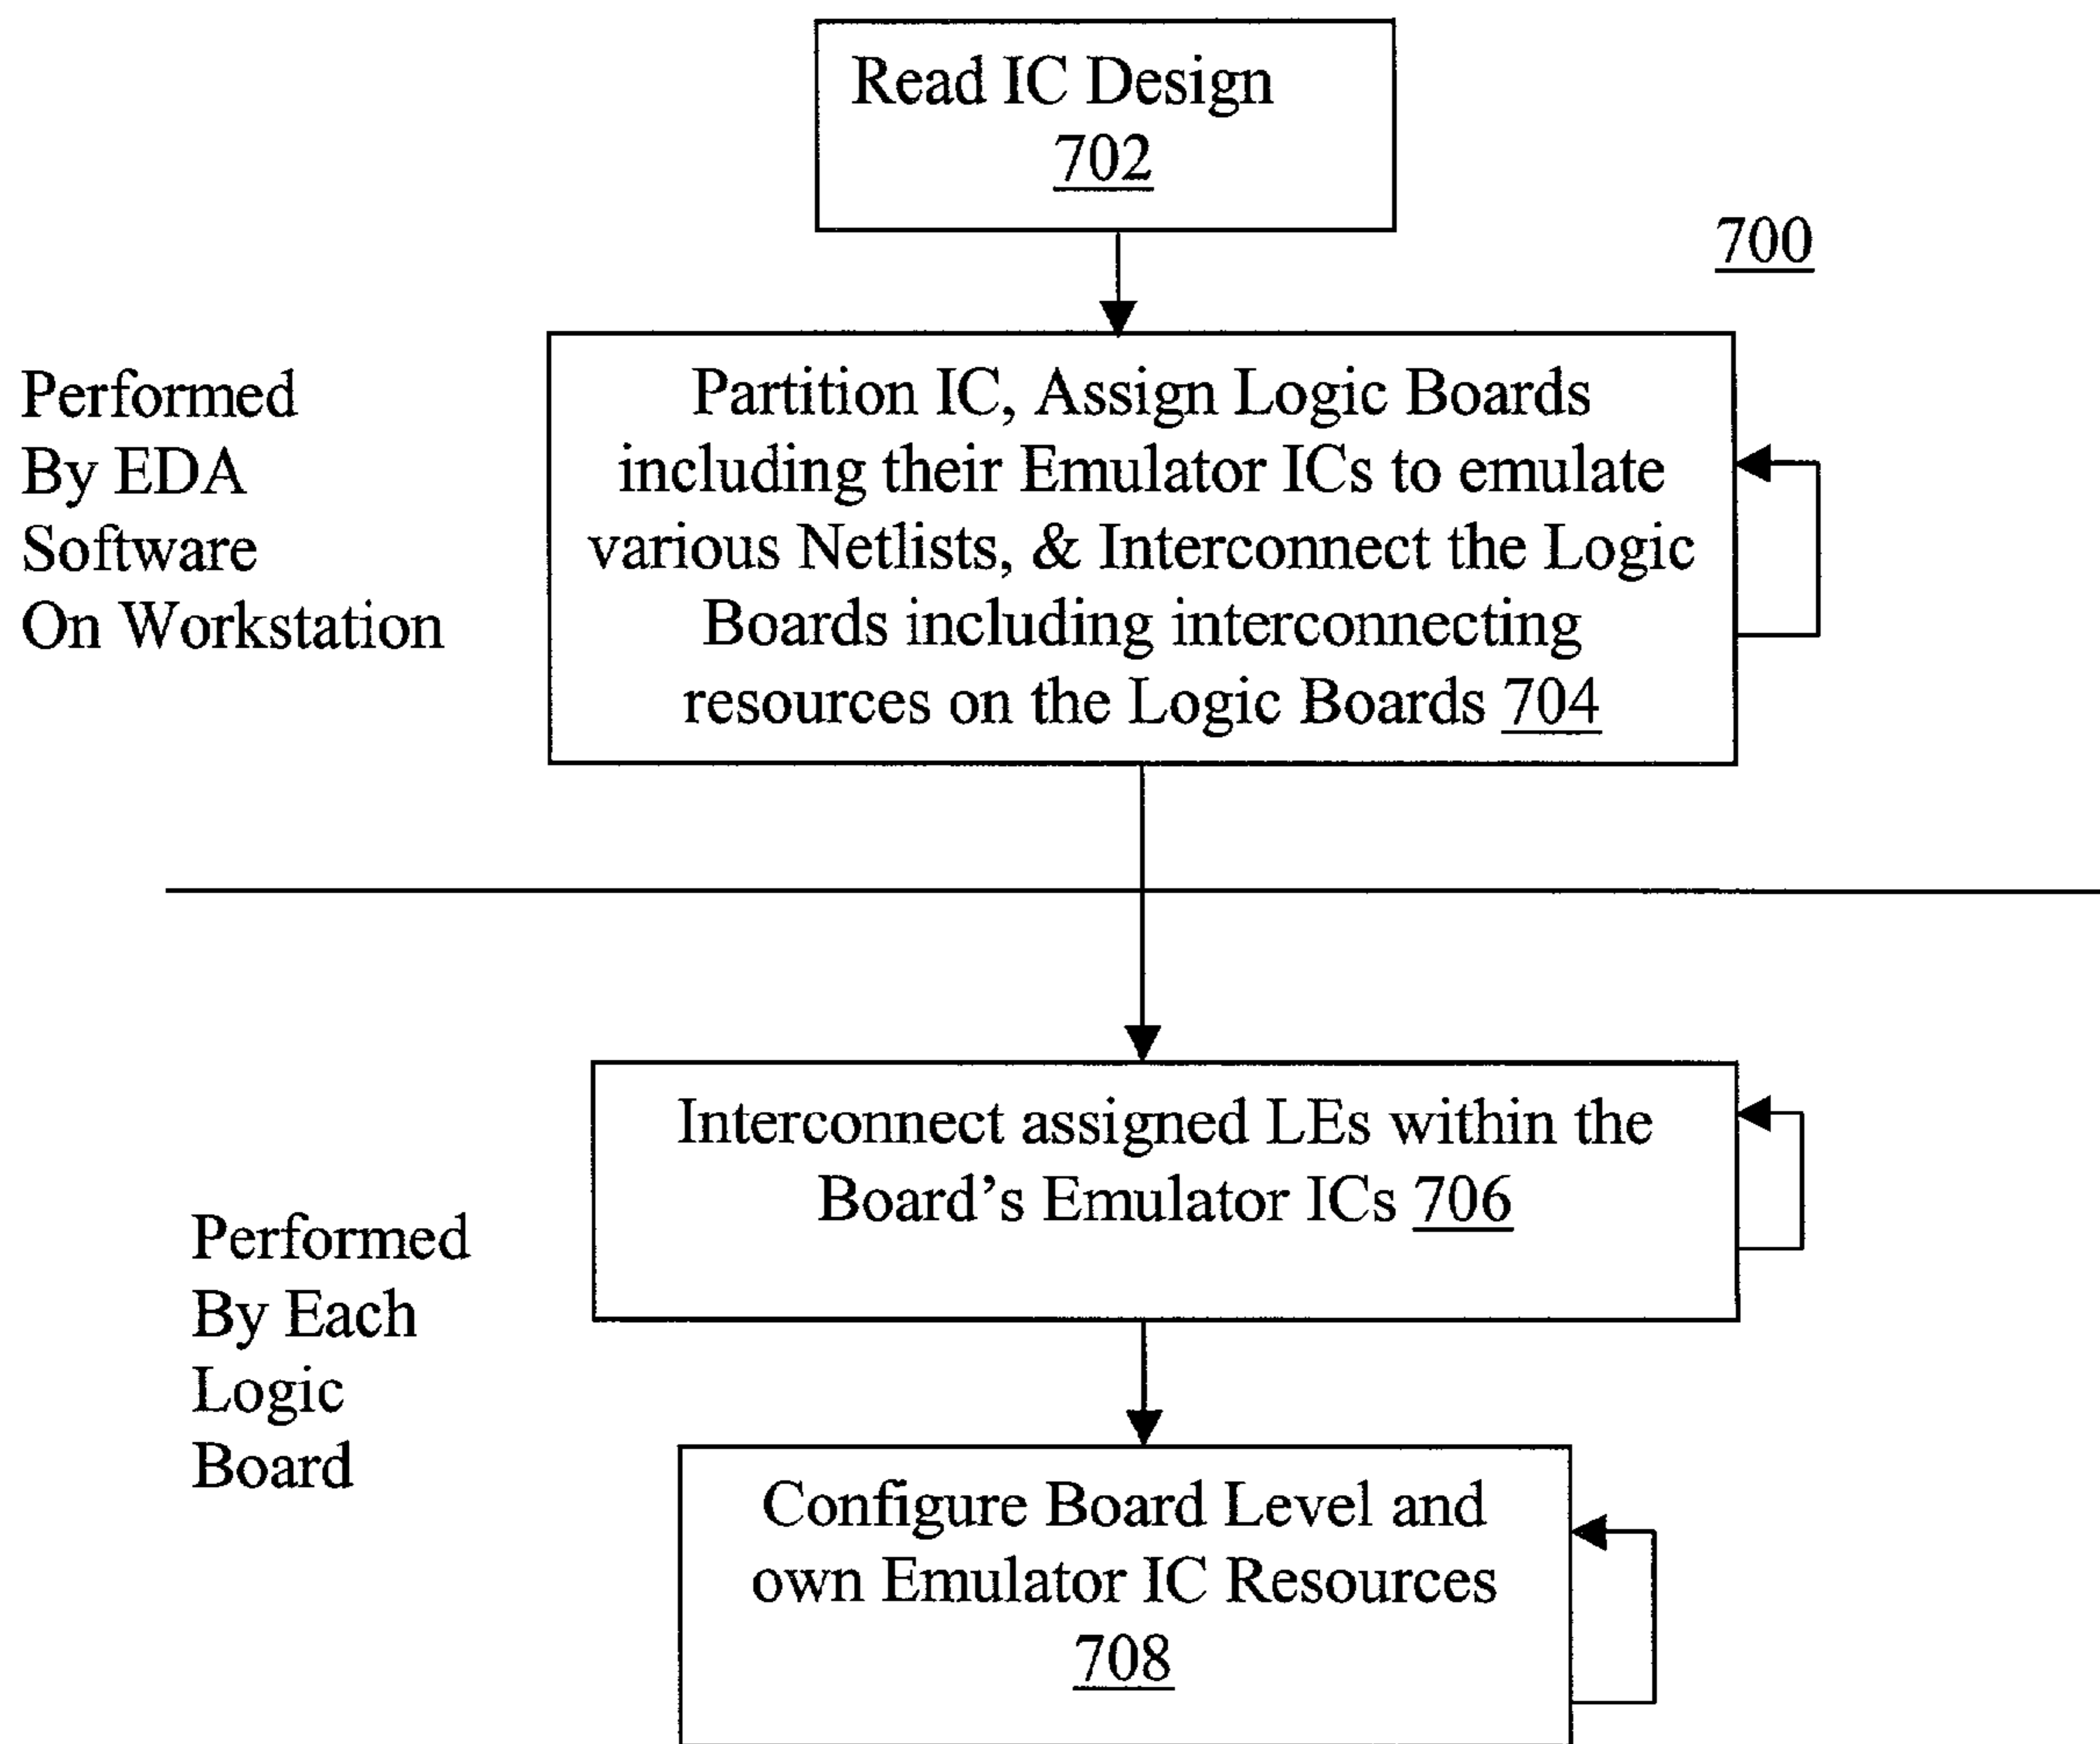 Read IC Design
702
700
Performed
By EDA
Software
On Workstation
Partition IC, Assign Logic Boards
including their Emulator ICs to emulate
various Netlists, & Interconnect the Logic
Boards including interconnecting
resources on the Logic Boards 704
Interconnect assigned LEs within the
Board’s Emulator ICs 706
Performed
By Each
Logic
Board
Configure Board Level and
own Emulator IC Resources
708